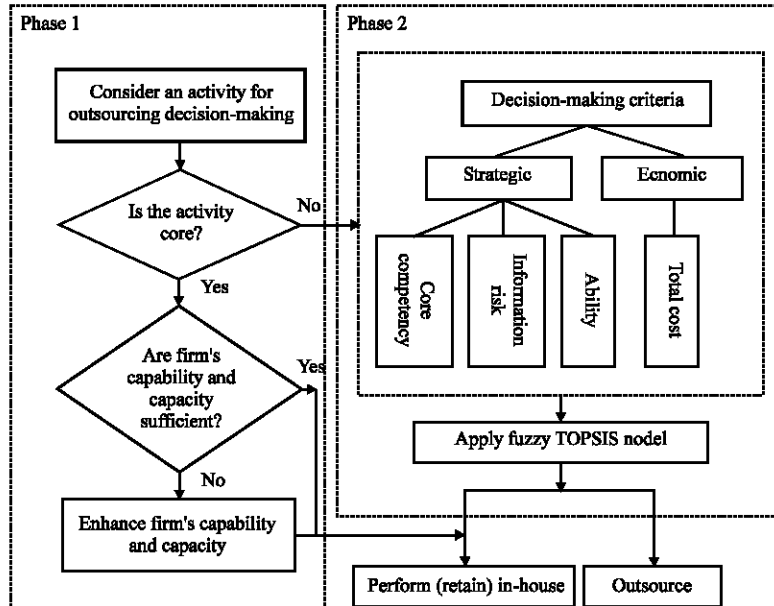 Phase 1
Consider an activity for
outsourcing decision-making
Is the activity
core?
No
Yes
Are firm's
capability and
capacity
sufficient?
Yes
No
Enhance firm's capability
and capacity
Phase 2
Decision-making criteria
Strategic
Ecnomic
Core
competency
Information
risk
Ability
Total cost
Apply fuzzy TOPSIS nodel
Perform (retain) in-house
Outsource